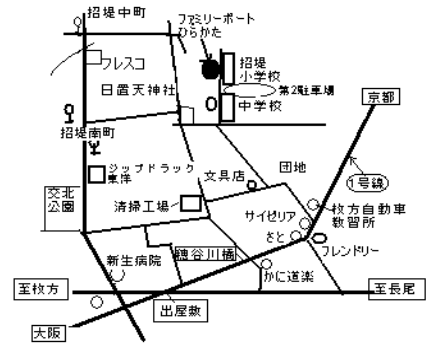 招堤中町
ファミリーポート
ひらかた
フレスコ
招堤
小学校
日置天神社
第2駐車場
中学校
京都
招堤南町
ジップドラック
東洋
文具店
団地
1号線
交北
公園
清掃工場
サイゼリア
枚方自動車
教習所
さと
フレンドリー
新生病院
穂谷川橋
かに道楽
至枚方
出屋敷
至長尾
大阪